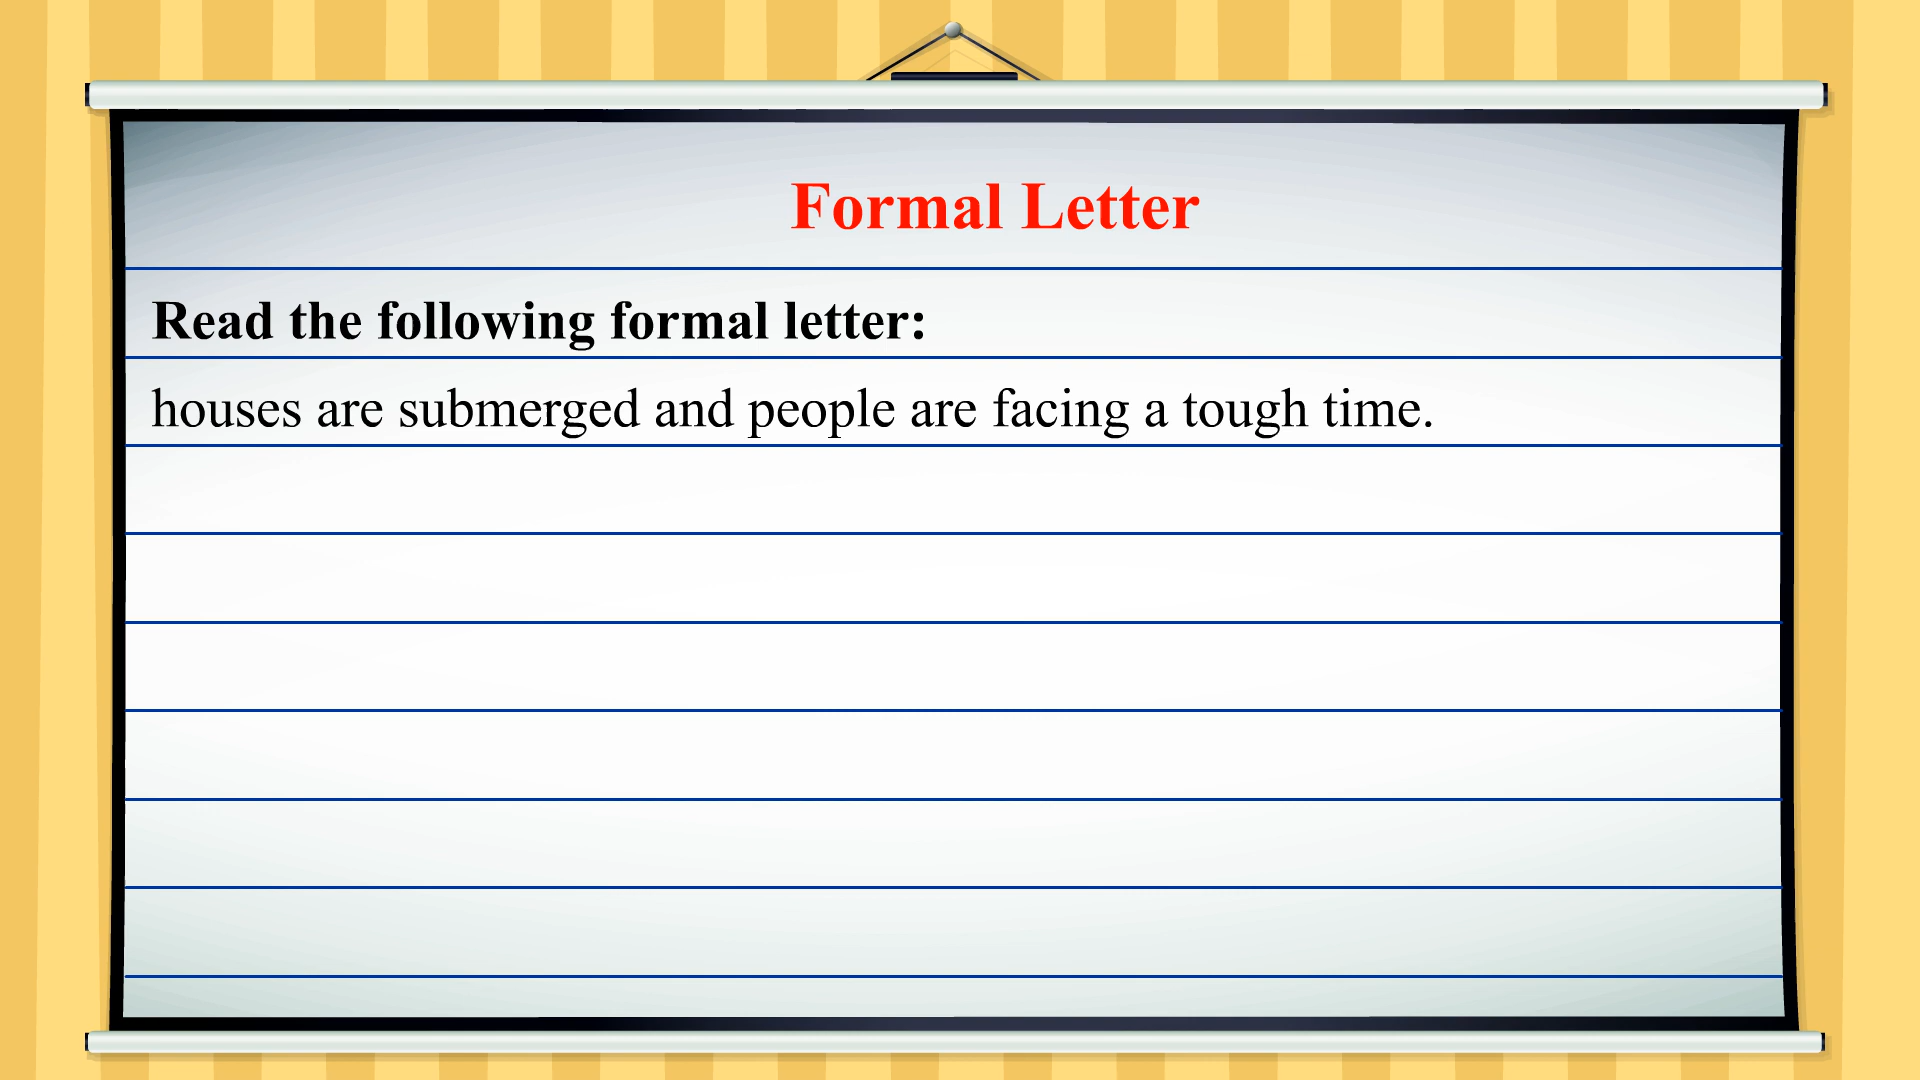 Formal Letter
Read the following formal letter:
houses are submerged and people are facing a tough time.